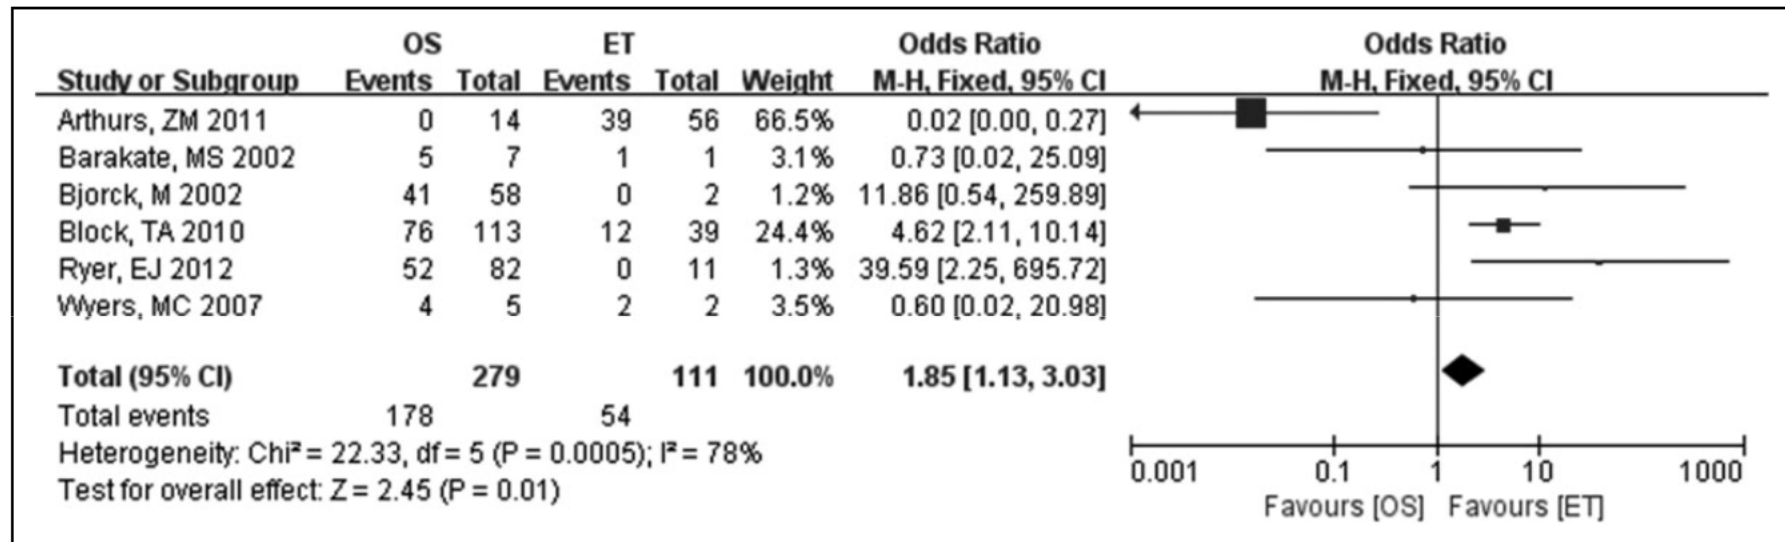 OS ET Odds Ratio Odds Ratio
Study or Subgroup Events Total Events Total Weight M-H, Fixed, 95% CI M-H, Fixed, 95% CI
Arthurs, ZM 2011 0 14 39 56 66.5% 0.02 [0.00, 0.27]
Barakate, MS 2002 5 7 1 1 3.1% 0.73 [0.02, 25.09]
Bjorck, M 2002 41 58 0 2 1.2% 11.86 [0.54, 259.89]
Block, TA 2010 76 113 12 39 24.4% 4.62 [2.11, 10.14]
Ryer, EJ 2012 52 82 0 11 1.3% 39.59 [2.25, 695.72]
Wyers, MC 2007 4 5 2 2 3.5% 0.60 [0.02, 20.98]
Total (95% CI) 279 111 100.0% 1.85 [1.13, 3.03]
Total events 178 54
Heterogeneity: Chi² = 22.33, df = 5 (P = 0.0005); I² = 78%
Test for overall effect: Z = 2.45 (P = 0.01)
0.001 0.1 1 10 1000
Favours [OS] Favours [ET]